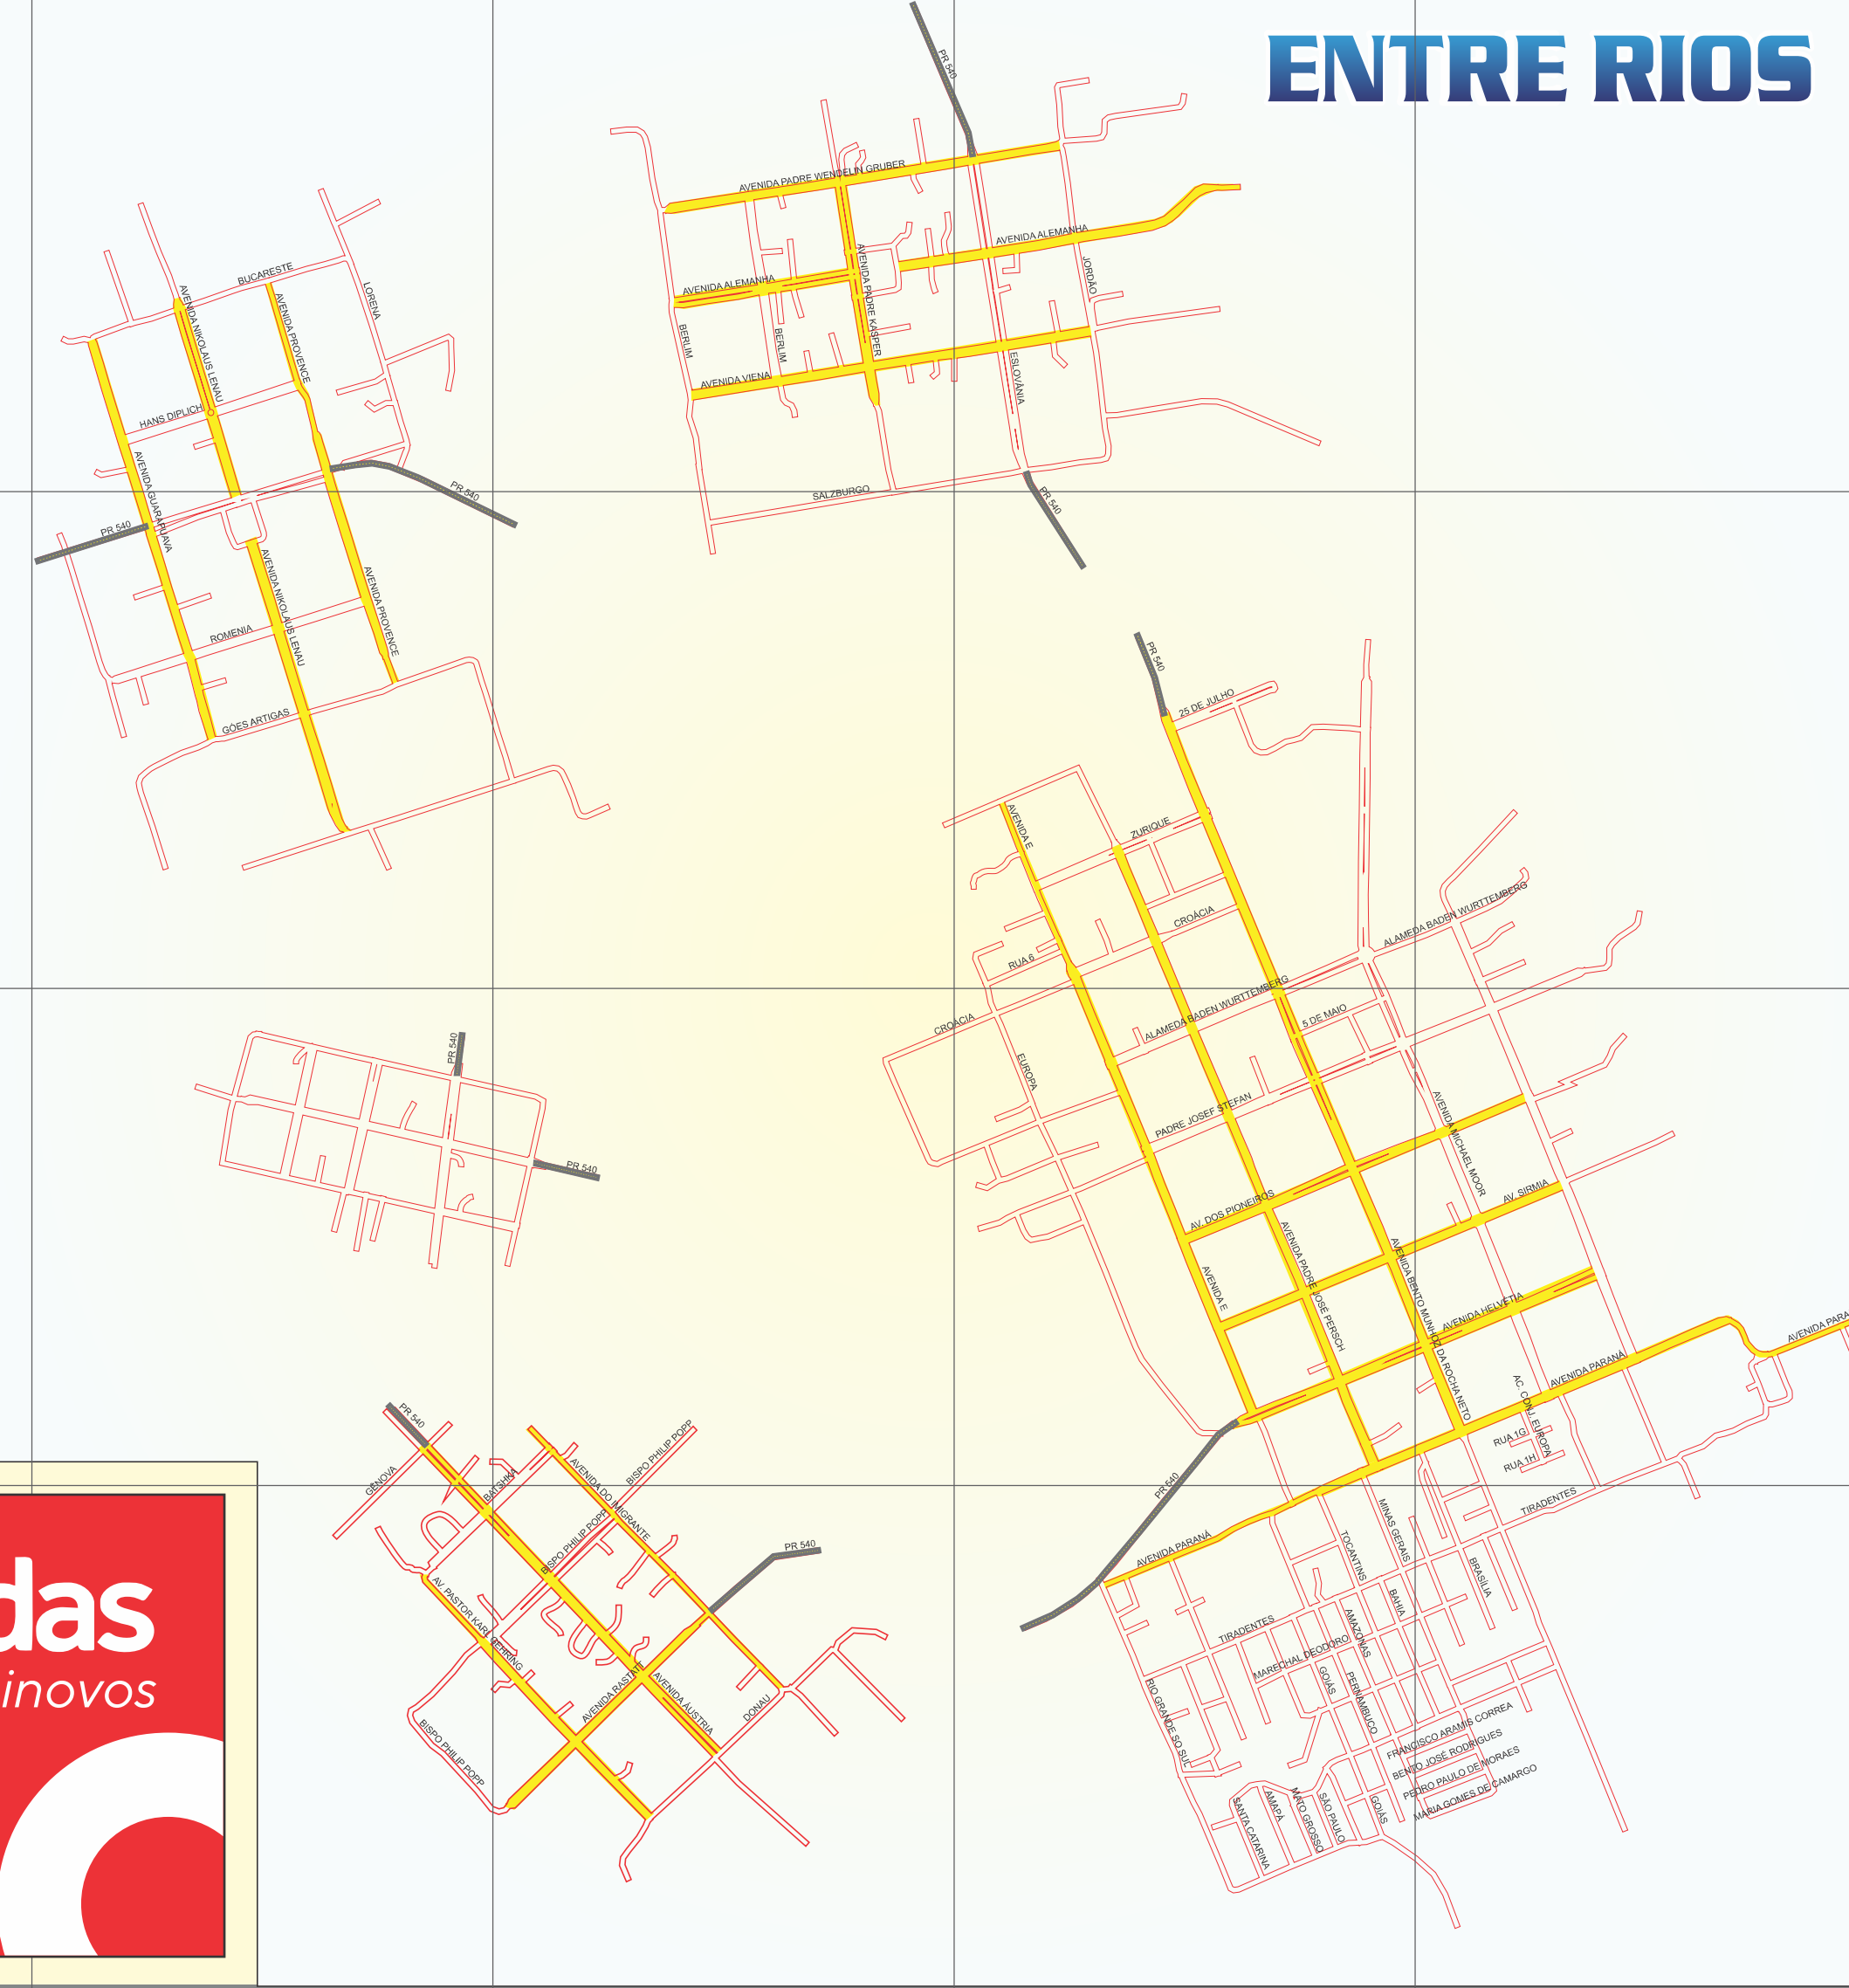 ENTRE RIOS
PR 540
AVENIDA PADRE WENDELIN GRUBER
AVENIDA ALEMANHA
AVENIDA ALEMANHA
AVENIDA PADRE KASPER
JORDÃO
BERLIM
BERLIM
AVENIDA VIENA
ESLOVÂNIA
SALZBURGO
PR 540
BUCARESTE
LORENA
AVENIDA NIKOLAUS LENAU
AVENIDA PROVENCE
HANS DIPLICH
AVENIDA GUARAPUAVA
PR 540
PR 540
AVENIDA NIKOLAUS LENAU
AVENIDA PROVENCE
ROMENIA
GÓES ARTIGAS
PR 540
25 DE JULHO
AVENIDA E
ZURIQUE
CROÁCIA
ALAMEDA BADEN WURTTEMBERG
RUA 6
CROÁCIA
ALAMEDA BADEN WURTTEMBERG
5 DE MAIO
EUROPA
PADRE JOSEF STEFAN
AVENIDA MICHAEL MOOR
AV. DOS PIONEIROS
AV. SIRMIA
AVENIDA E
AVENIDA PADRE JOSÉ PERSCH
AVENIDA BENTO MUNHOZ DA ROCHA NETO
AVENIDA HELVÉTIA
AVENIDA PARANÁ
AVENIDA PARA
AC. CONJ. EUROPA
RUA 1G
RUA 1H
TIRADENTES
PR 540
AVENIDA PARANÁ
MINAS GERAIS
TOCANTINS
BRASÍLIA
BAHIA
AMAZONAS
TIRADENTES
MARECHAL DEODORO
GOIÁS
PERNAMBUCO
RIO GRANDE SO SUL
FRANCISCO ARAMIS CORREA
BENTO JOSÉ RODRIGUES
PEDRO PAULO DE MORAES
MARIA GOMES DE CAMARGO
SANTA CATARINA
AMAPÁ
MATO GROSSO
SÃO PAULO
GOIÁS
PR 540
PR 540
PR 540
GÊNOVA
BATSHKA
AVENIDA DO IMIGRANTE
BISPO PHILIP POPP
BISPO PHILIP POPP
PR 540
AV. PASTOR KARL GEHRING
AVENIDA RASTATT
AVENIDA ÁUSTRIA
DONAU
BISPO PHILIP POPP
das
inovos